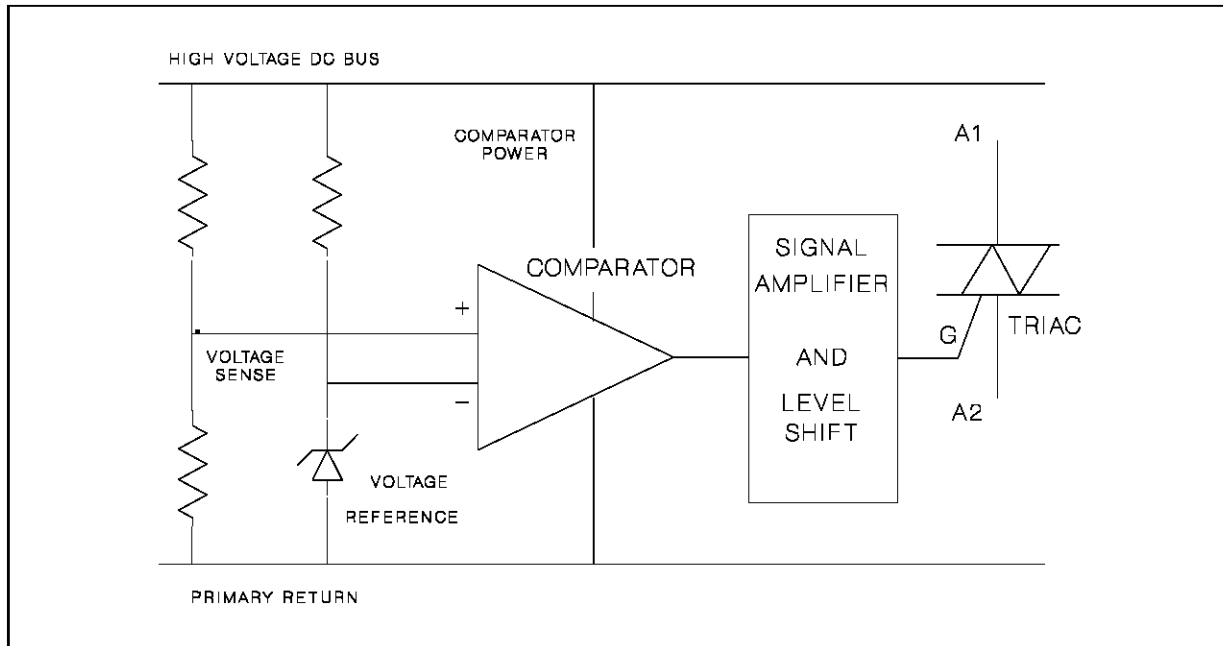 HIGH VOLTAGE DC BUS
COMPARATOR
POWER
A1
COMPARATOR
SIGNAL
AMPLIFIER
AND
LEVEL
SHIFT
+
−
VOLTAGE
SENSE
G
TRIAC
A2
VOLTAGE
REFERENCE
PRIMARY RETURN